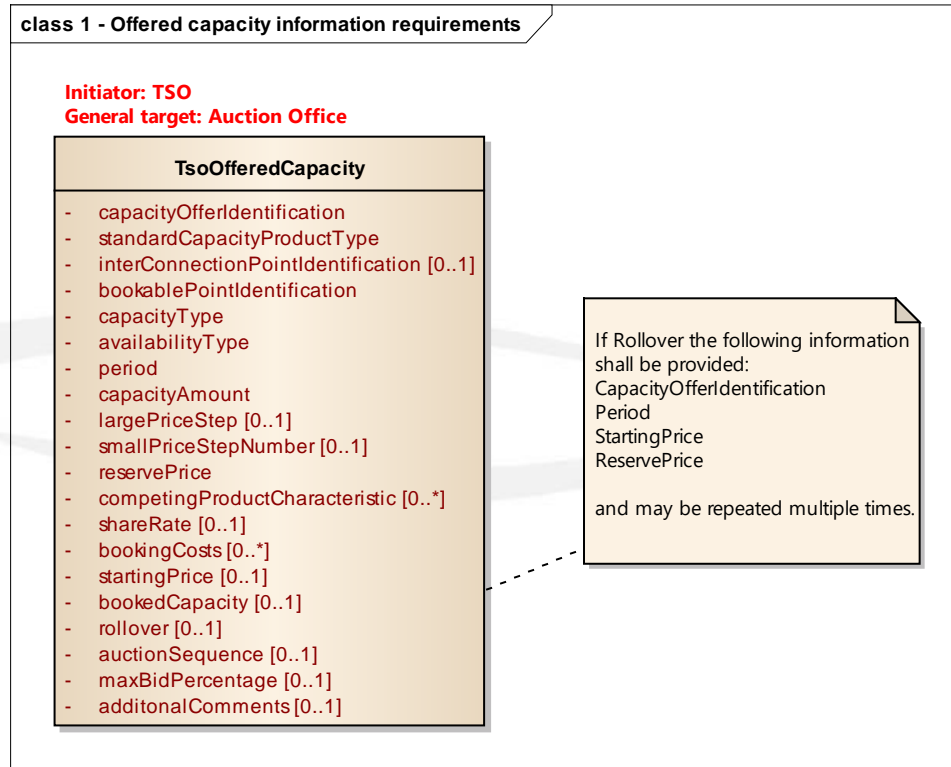 class 1 - Offered capacity information requirements
Initiator: TSO
General target: Auction Office
TsoOfferedCapacity
- capacityOfferIdentification
- standardCapacityProductType
- interConnectionPointIdentification [0..1]
- bookablePointIdentification
- capacityType
- availabilityType
- period
- capacityAmount
- largePriceStep [0..1]
- smallPriceStepNumber [0..1]
- reservePrice
- competingProductCharacteristic [0..*]
- shareRate [0..1]
- bookingCosts [0..*]
- startingPrice [0..1]
- bookedCapacity [0..1]
- rollover [0..1]
- auctionSequence [0..1]
- maxBidPercentage [0..1]
- additonalComments [0..1]
If Rollover the following information
shall be provided:
CapacityOfferIdentification
Period
StartingPrice
ReservePrice
and may be repeated multiple times.